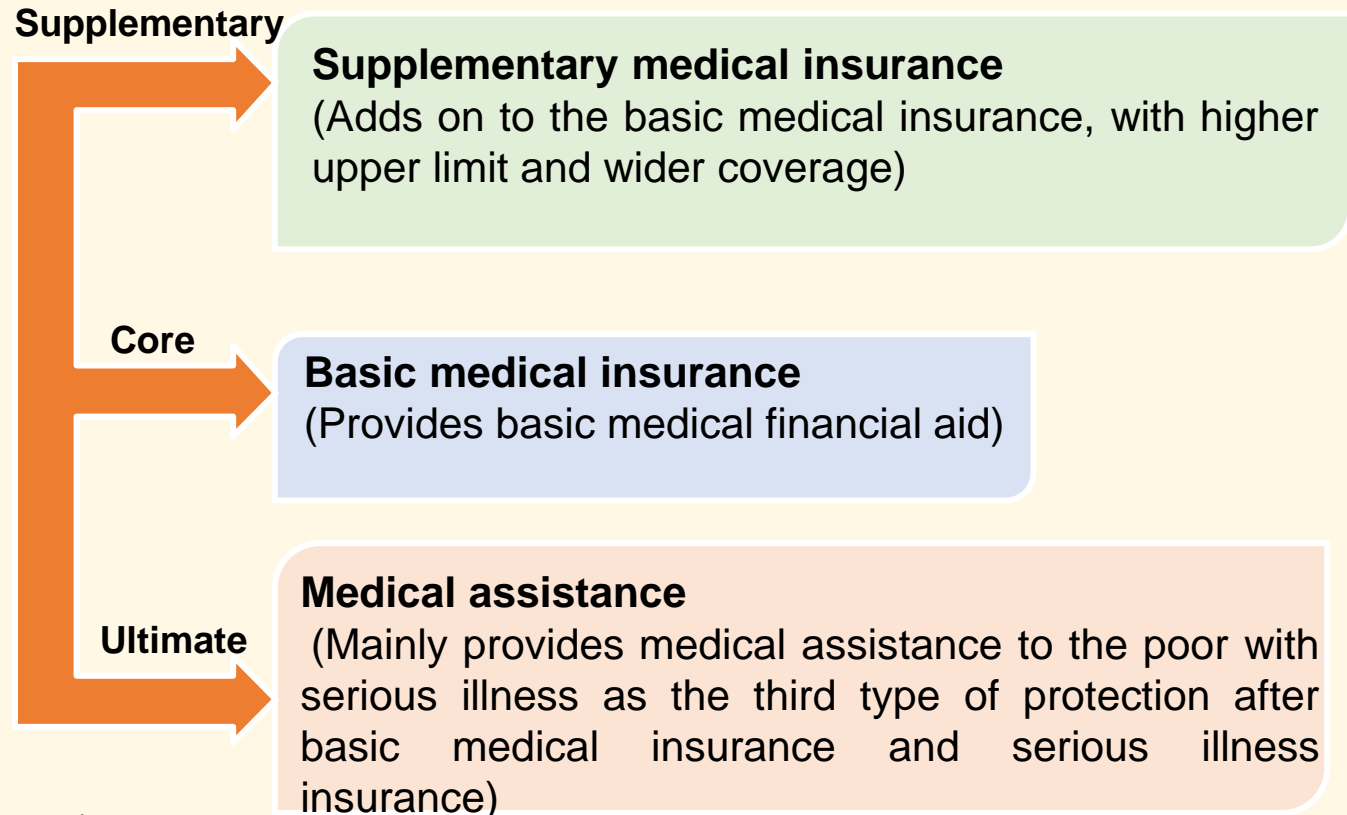 Supplementary
Supplementary medical insurance
(Adds on to the basic medical insurance, with higher
upper limit and wider coverage)
Core
Basic medical insurance
(Provides basic medical financial aid)
Ultimate
Medical assistance
(Mainly provides medical assistance to the poor with
serious illness as the third type of protection after
basic medical insurance and serious illness
insurance)